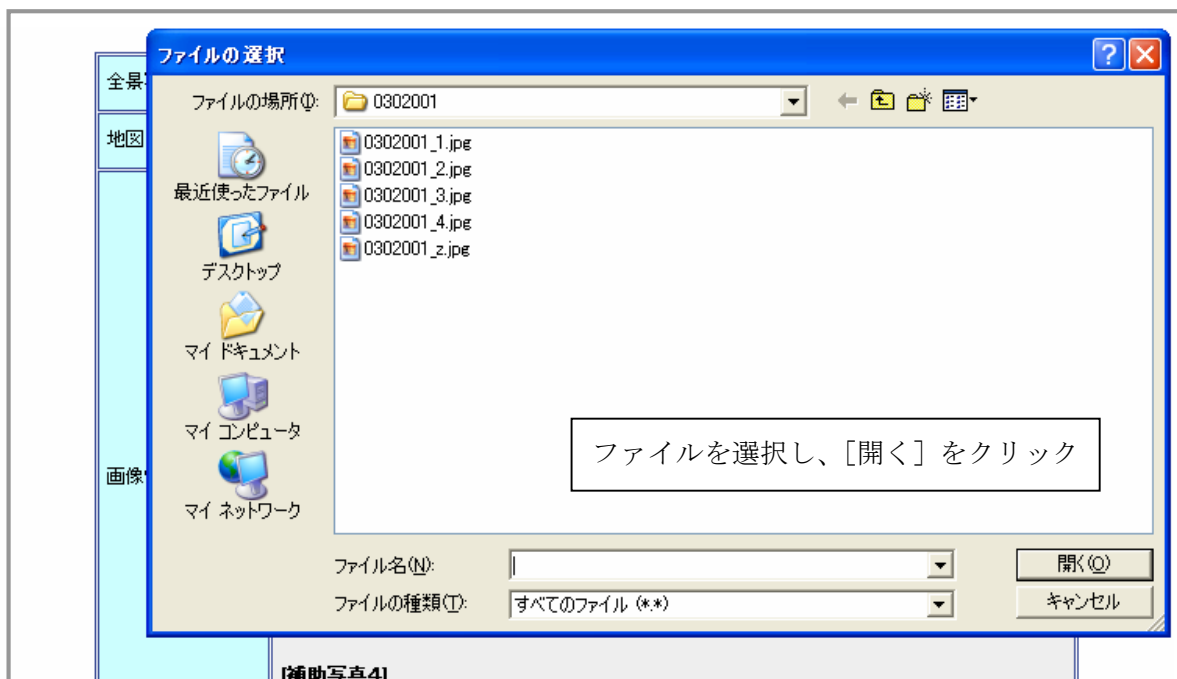 ファイルの選択
全景
ファイルの場所(I):
0302001
地図
0302001_1.jpg
0302001_2.jpg
0302001_3.jpg
0302001_4.jpg
0302001_z.jpg
最近使ったファイル
デスクトップ
マイ ドキュメント
マイ コンピュータ
マイ ネットワーク
ファイルを選択し、[開く]をクリック
画像
ファイル名(N):
開く(O)
ファイルの種類(T):
すべてのファイル (*.*)
キャンセル
[補助写真4]